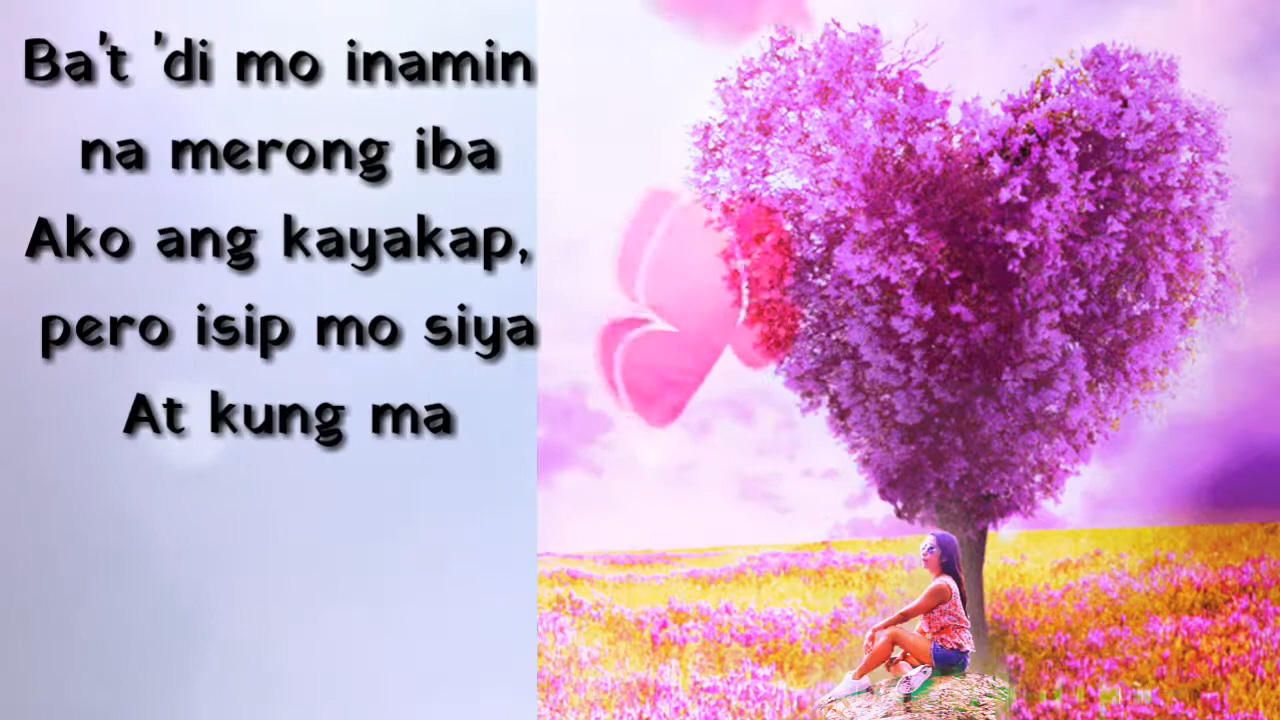 Ba't 'di mo inamin
na merong iba
Ako ang kayakap,
pero isip mo siya
At kung ma